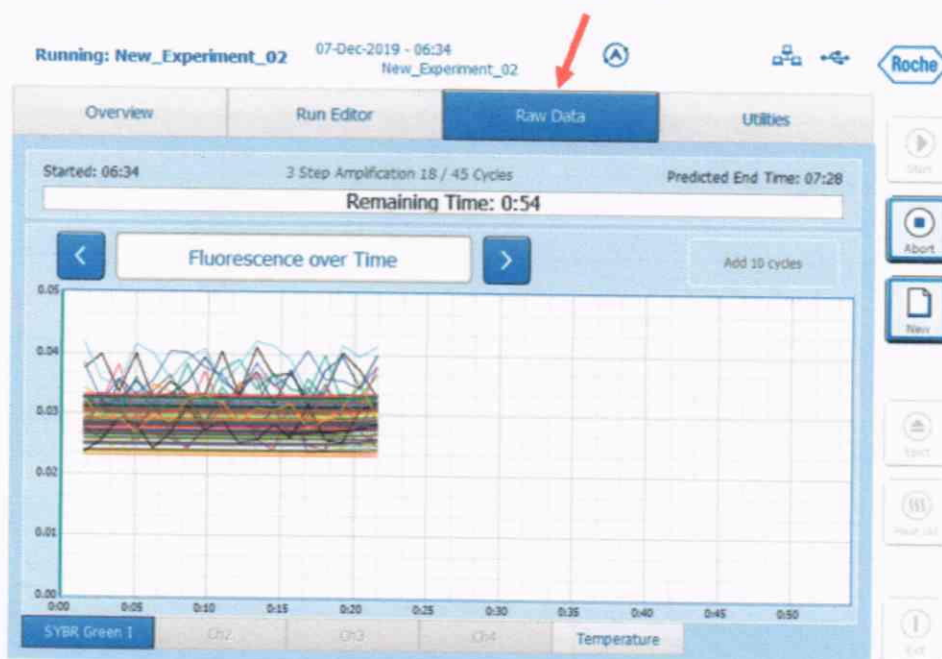 07-Dec-2019 - 06:34
Running: New_Experiment_02
New_Experiment_02
Roche
Overview Run Editor Raw Data Utilities
Started: 06:34 3 Step Amplification 18 / 45 Cycles Predicted End Time: 07:28
Remaining Time: 0:54
Start
Abort
< Fluorescence over Time > Add 10 cycles
New
0.05
0.04
0.03
0.02
0.01
0.00
0:00 0:05 0:10 0:15 0:20 0:25 0:30 0:35 0:40 0:45 0:50
Eject
SYBR Green I Ch2 Ch3 Ch4 Temperature
Exit